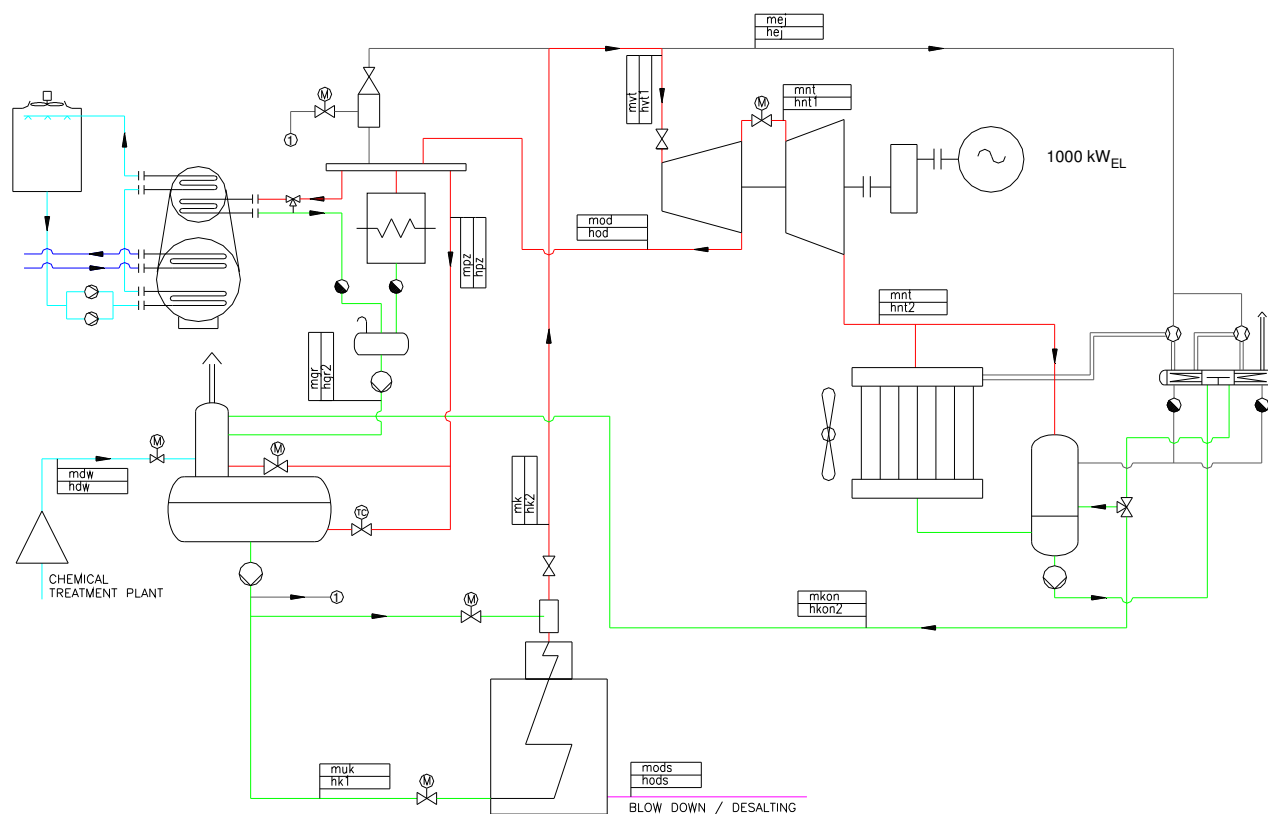 mej
hej
M
mvt
hvt1
mnt
hnt1
M
1
1000 kW EL
mod
hod
mpz
hpz
mnt
hnt2
mgr
hgr2
M
M
mdw
hdw
mk
hk2
TC
CHEMICAL
TREATMENT PLANT
1
M
mkon
hkon2
muk
hk1
M
mods
hods
BLOW DOWN / DESALTING